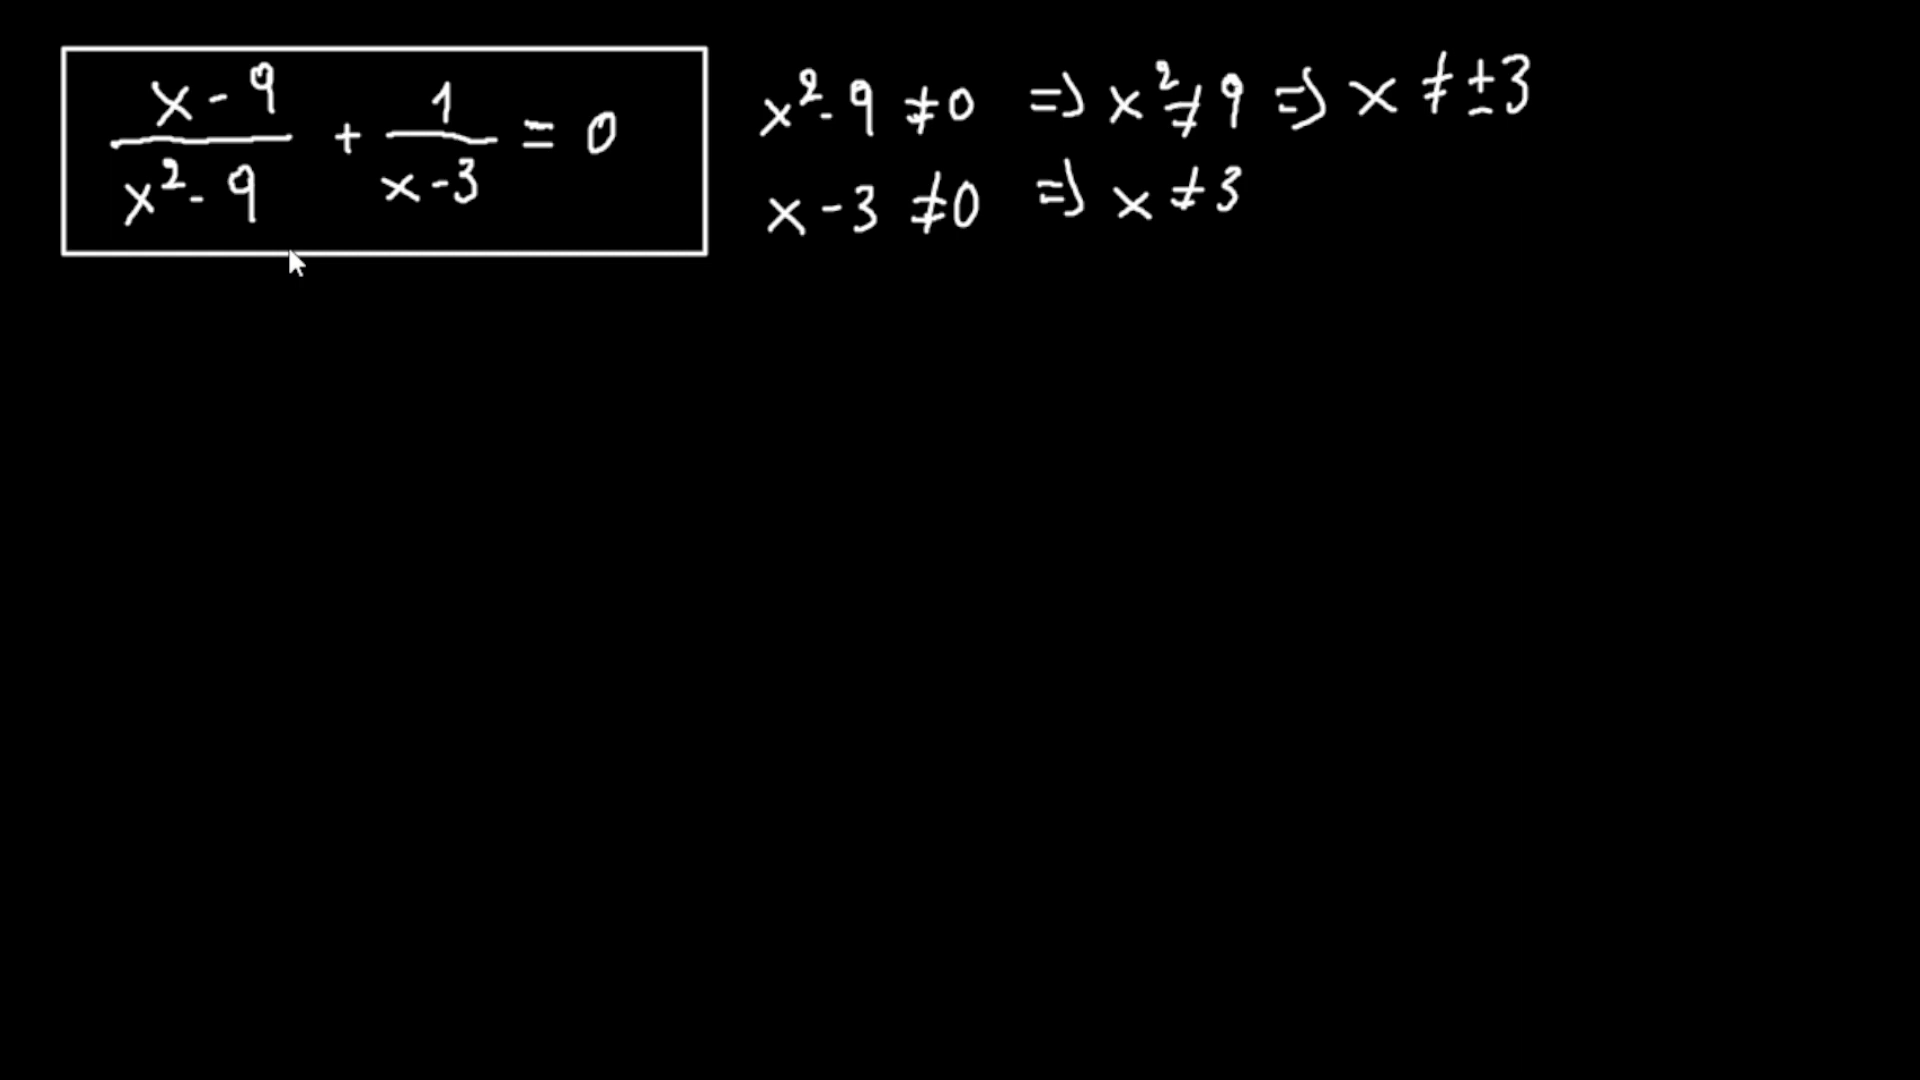 x - 9 / x² - 9 + 1 / x - 3 = 0
x² - 9 ≠ 0 => x² ≠ 9 => x ≠ ±3
x - 3 ≠ 0 => x ≠ 3